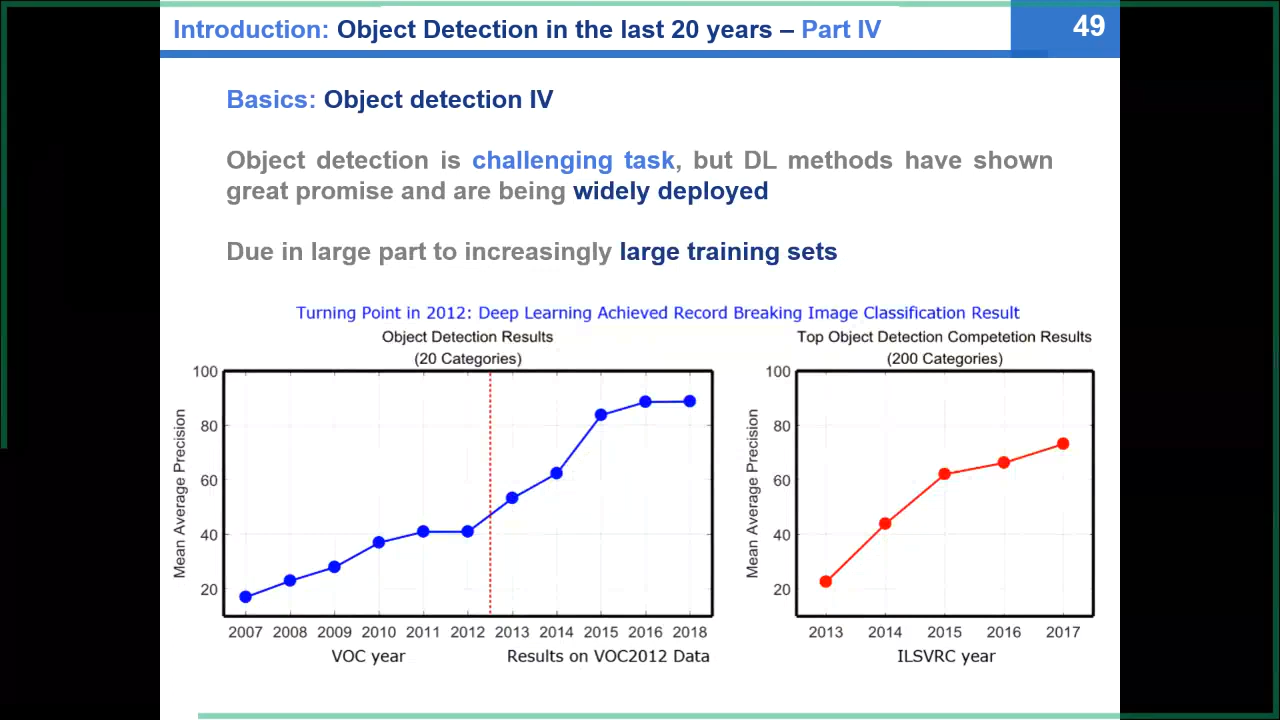 Introduction: Object Detection in the last 20 years – Part IV
49
Basics: Object detection IV
Object detection is challenging task, but DL methods have shown
great promise and are being widely deployed
Due in large part to increasingly large training sets
Turning Point in 2012: Deep Learning Achieved Record Breaking Image Classification Result
Object Detection Results
(20 Categories)
Mean Average Precision
100
80
60
40
20
2007 2008 2009 2010 2011 2012 2013 2014 2015 2016 2018
VOC year
Results on VOC2012 Data
Top Object Detection Competetion Results
(200 Categories)
Mean Average Precision
100
80
60
40
20
2013 2014 2015 2016 2017
ILSVRC year